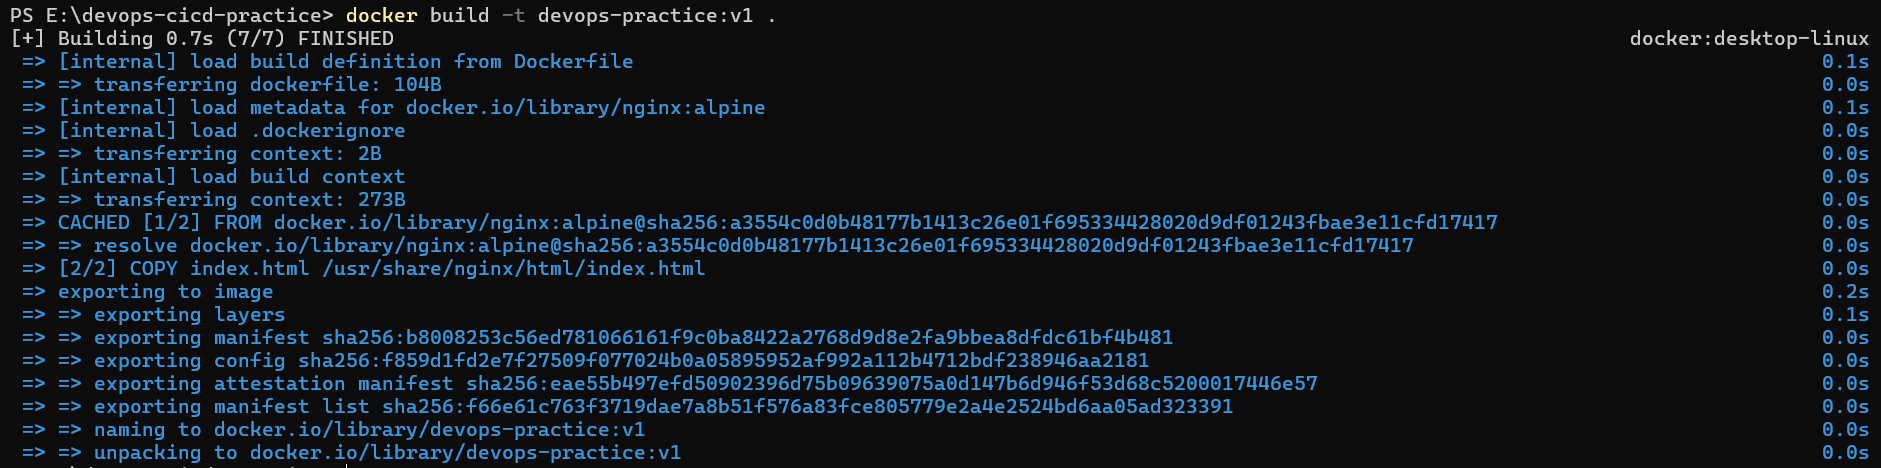 PS E:\devops-cicd-practice> docker build -t devops-practice:v1 .
[+] Building 0.7s (7/7) FINISHED docker:desktop-linux
=> [internal] load build definition from Dockerfile 0.1s
=> => transferring dockerfile: 104B 0.0s
=> [internal] load metadata for docker.io/library/nginx:alpine 0.1s
=> [internal] load .dockerignore 0.0s
=> => transferring context: 2B 0.0s
=> [internal] load build context 0.0s
=> => transferring context: 273B 0.0s
=> CACHED [1/2] FROM docker.io/library/nginx:alpine@sha256:a3554c0d0b48177b1413c26e01f695334428020d9df01243fbae3e11cfd17417 0.0s
=> => resolve docker.io/library/nginx:alpine@sha256:a3554c0d0b48177b1413c26e01f695334428020d9df01243fbae3e11cfd17417 0.0s
=> [2/2] COPY index.html /usr/share/nginx/html/index.html 0.0s
=> exporting to image 0.2s
=> => exporting layers 0.1s
=> => exporting manifest sha256:b8008253c56ed781066161f9c0ba8422a2768d9d8e2fa9bbea8dfdc61bf4b481 0.0s
=> => exporting config sha256:f859d1fd2e7f27509f077024b0a05895952af992a112b4712bdf238946aa2181 0.0s
=> => exporting attestation manifest sha256:eae55b497efd50902396d75b09639075a0d147b6d946f53d68c5200017446e57 0.0s
=> => exporting manifest list sha256:f66e61c763f3719dae7a8b51f576a83fce805779e2a4e2524bd6aa05ad323391 0.0s
=> => naming to docker.io/library/devops-practice:v1 0.0s
=> => unpacking to docker.io/library/devops-practice:v1 0.0s